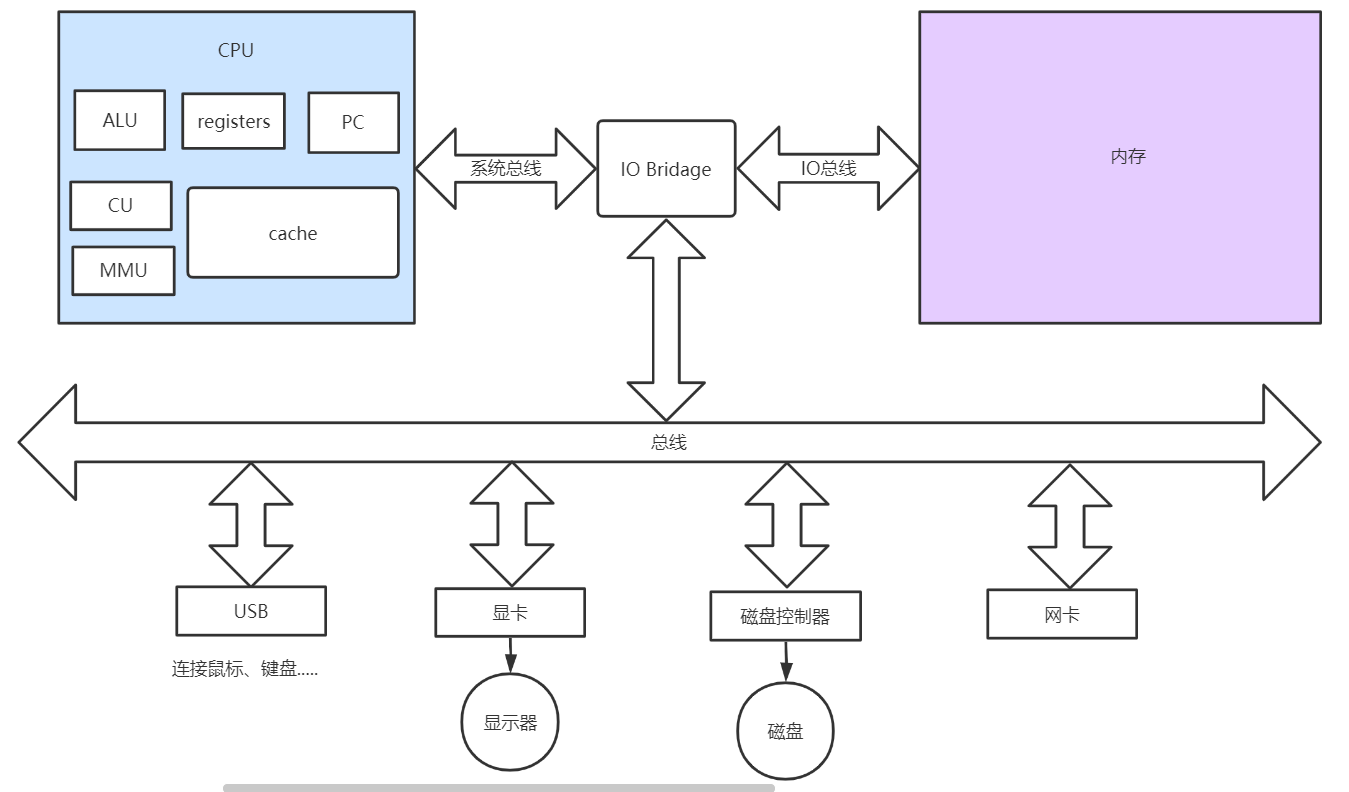 CPU
ALU
registers
PC
CU
cache
MMU
系统总线
IO Bridage
IO总线
内存
总线
USB
显卡
磁盘控制器
网卡
连接鼠标、键盘.....
显示器
磁盘